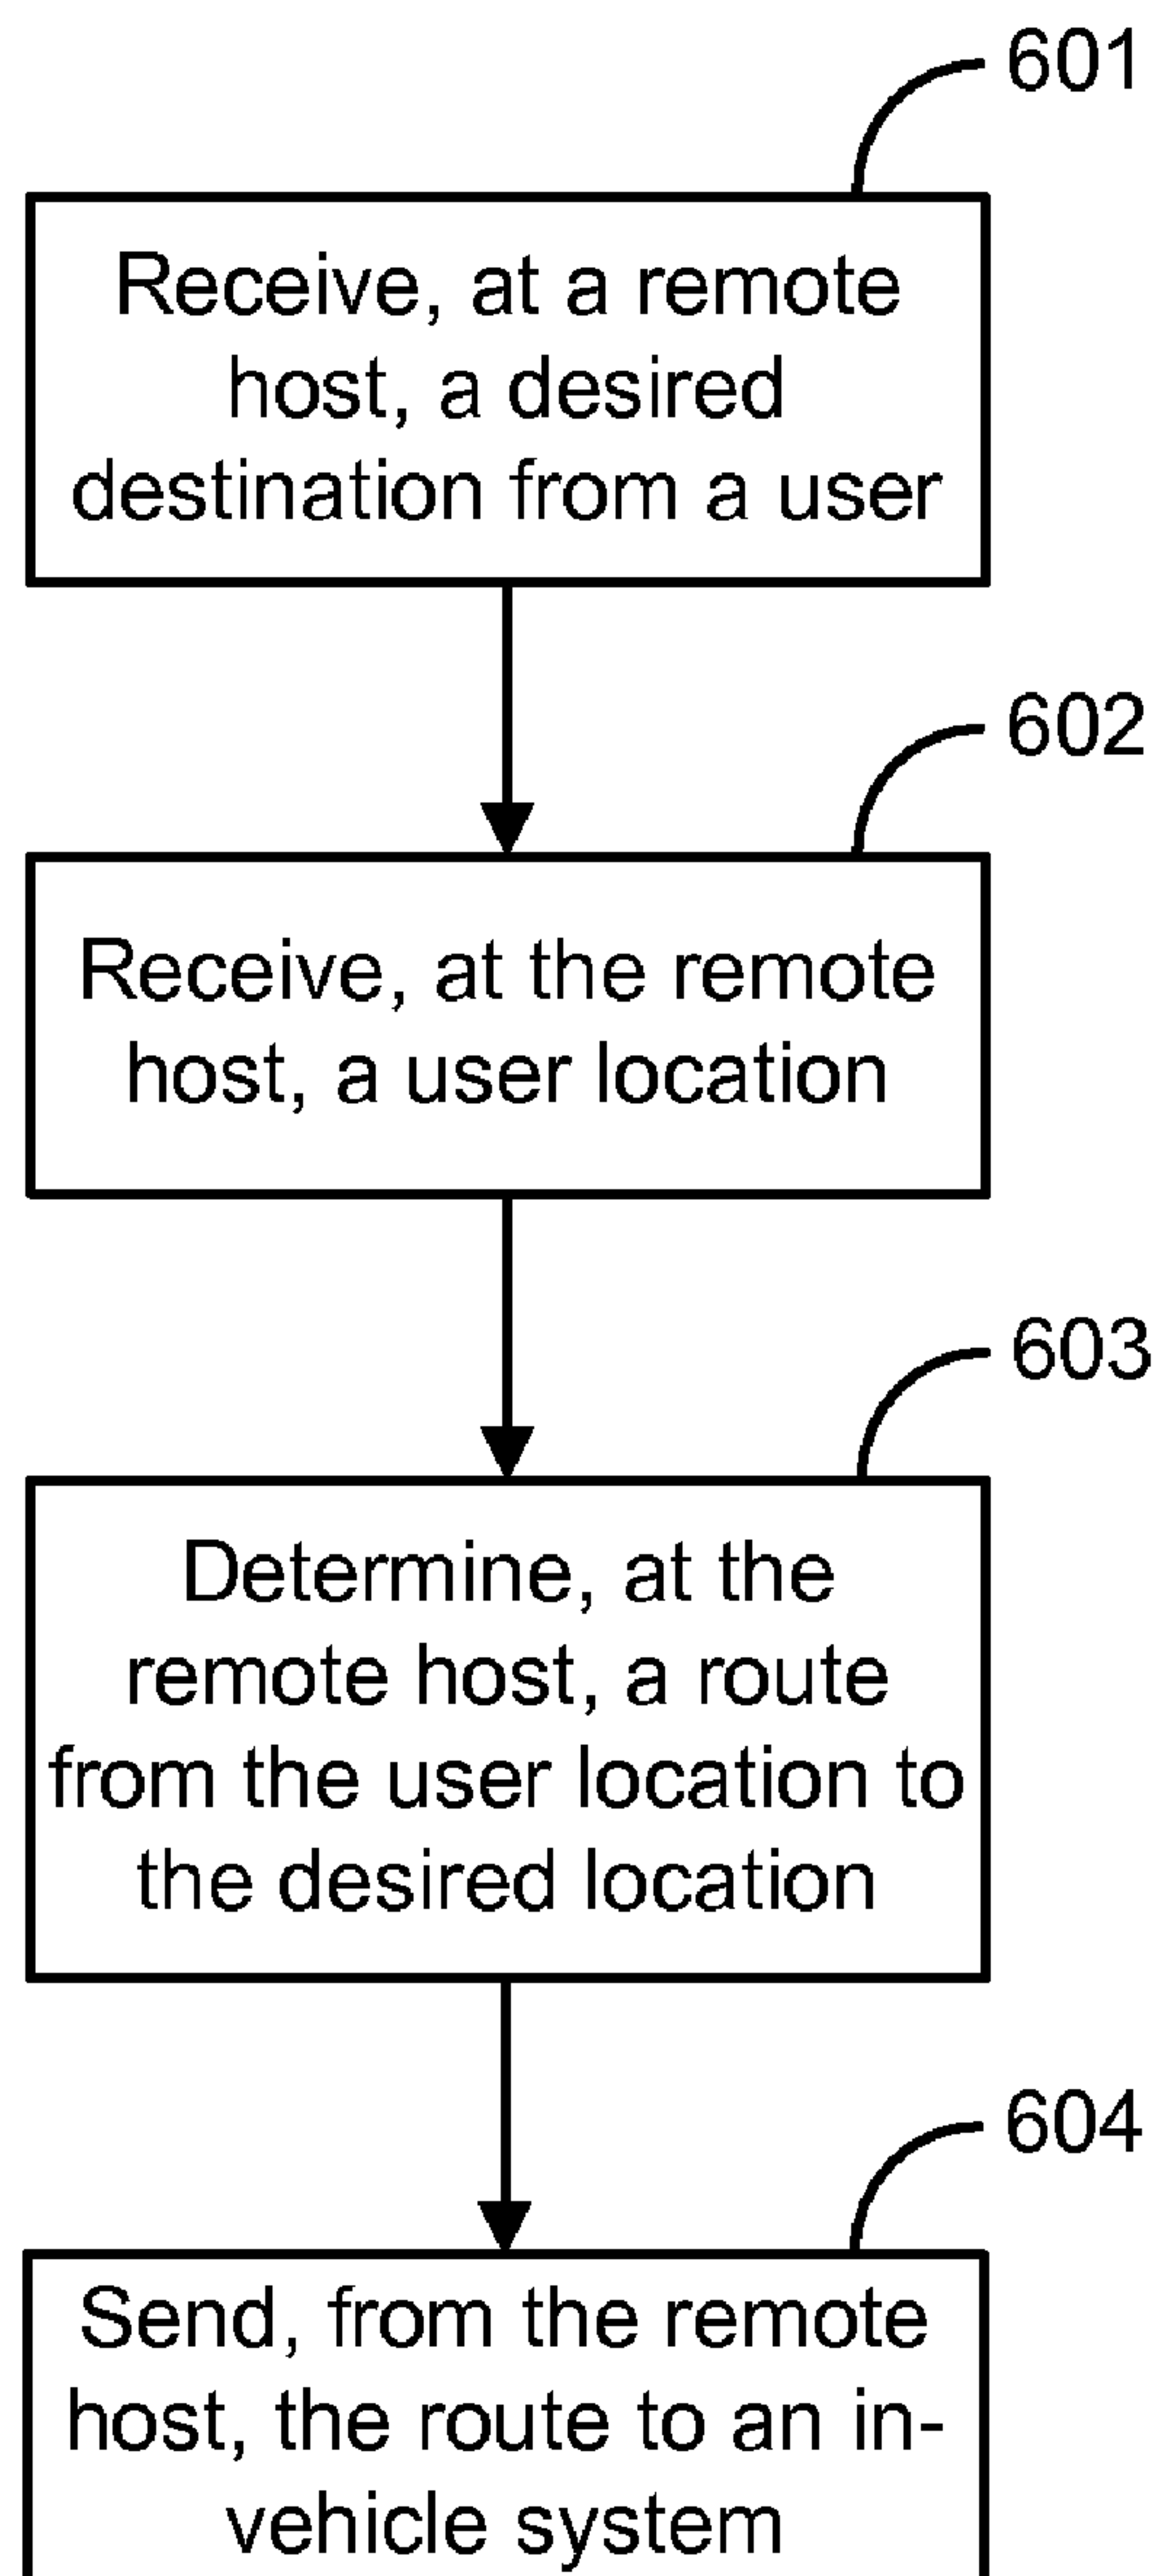 601
Receive, at a remote
host, a desired
destination from a user
602
Receive, at the remote
host, a user location
603
Determine, at the
remote host, a route
from the user location to
the desired location
604
Send, from the remote
host, the route to an in-
vehicle system